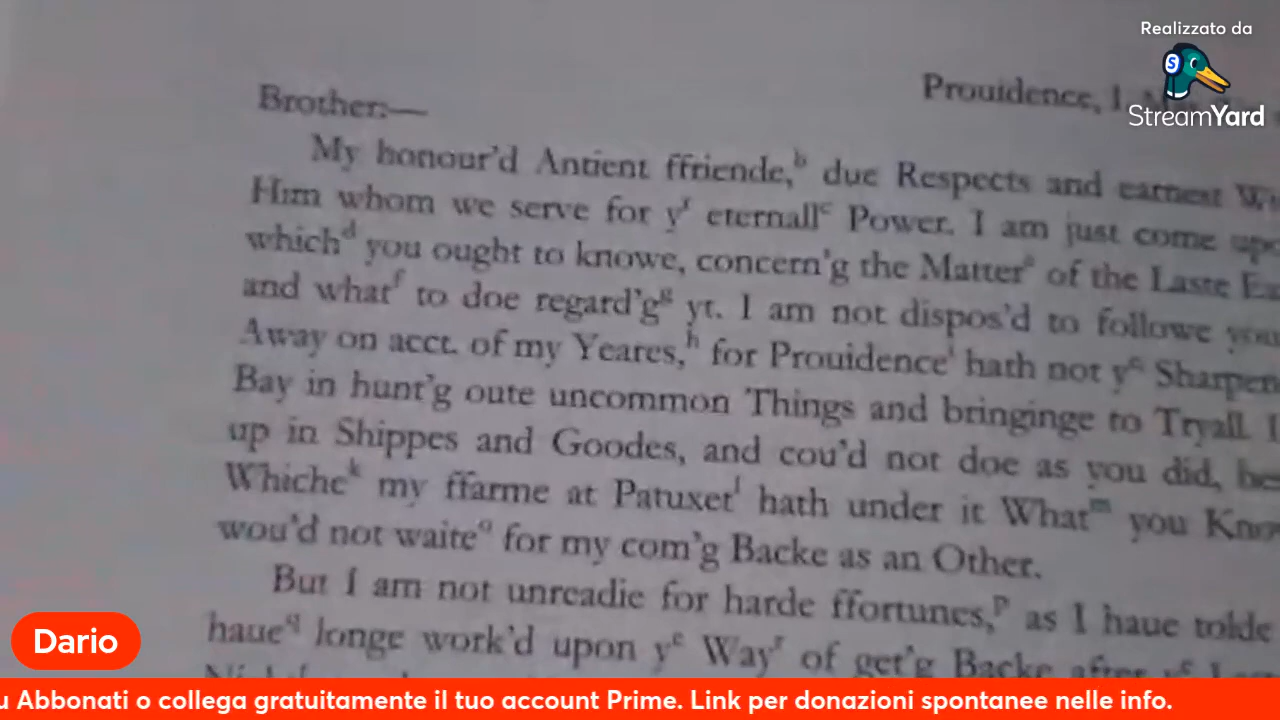 Realizzato da
StreamYard
Brother:—
Prouidence,
My honour'd Antient ffriende,ᵇ due Respects and earnest
Him whom we serve for yʳ eternallᶜ Power. I am just come
whichᵈ you ought to knowe, concern'g the Matterᵉ of the Laste
and whatᶠ to doe regard'gᵍ yt. I am not dispos'd to followe
Away on acct. of my Yeares,ʰ for Prouidenceⁱ hath not yᵉ
Bay in hunt'g oute uncommon Things and bringinge to Tryall.
up in Shippes and Goodes, and cou'd not doe as you did,
Whicheᵏ my ffarme at Patuxetˡ hath under it Whatᵐ you
wou'd not waiteᵒ for my com'g Backe as an Other.
But I am not unreadie for harde ffortunes,ᵖ as I haue tolde
haue longe work'd upon yᵉ Wayʳ of get'g Backe after yᵉ
Dario
Abbonati o collega gratuitamente il tuo account Prime. Link per donazioni spontanee nelle info.